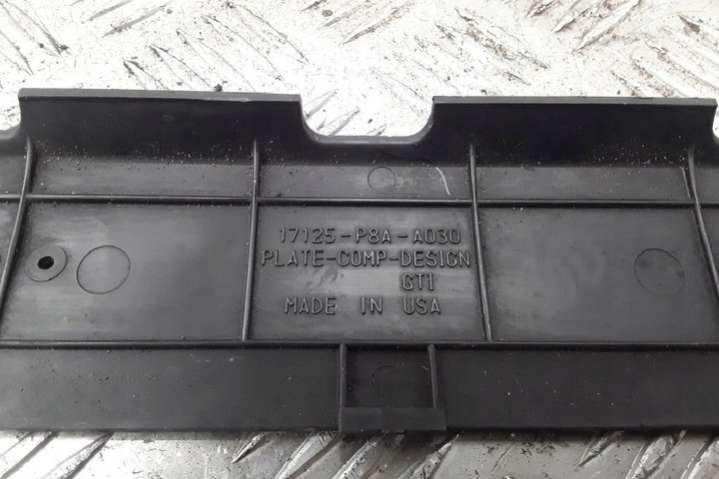 17125-P8A-A030
PLATE-COMP-DESIGN
GTI
MADE IN USA